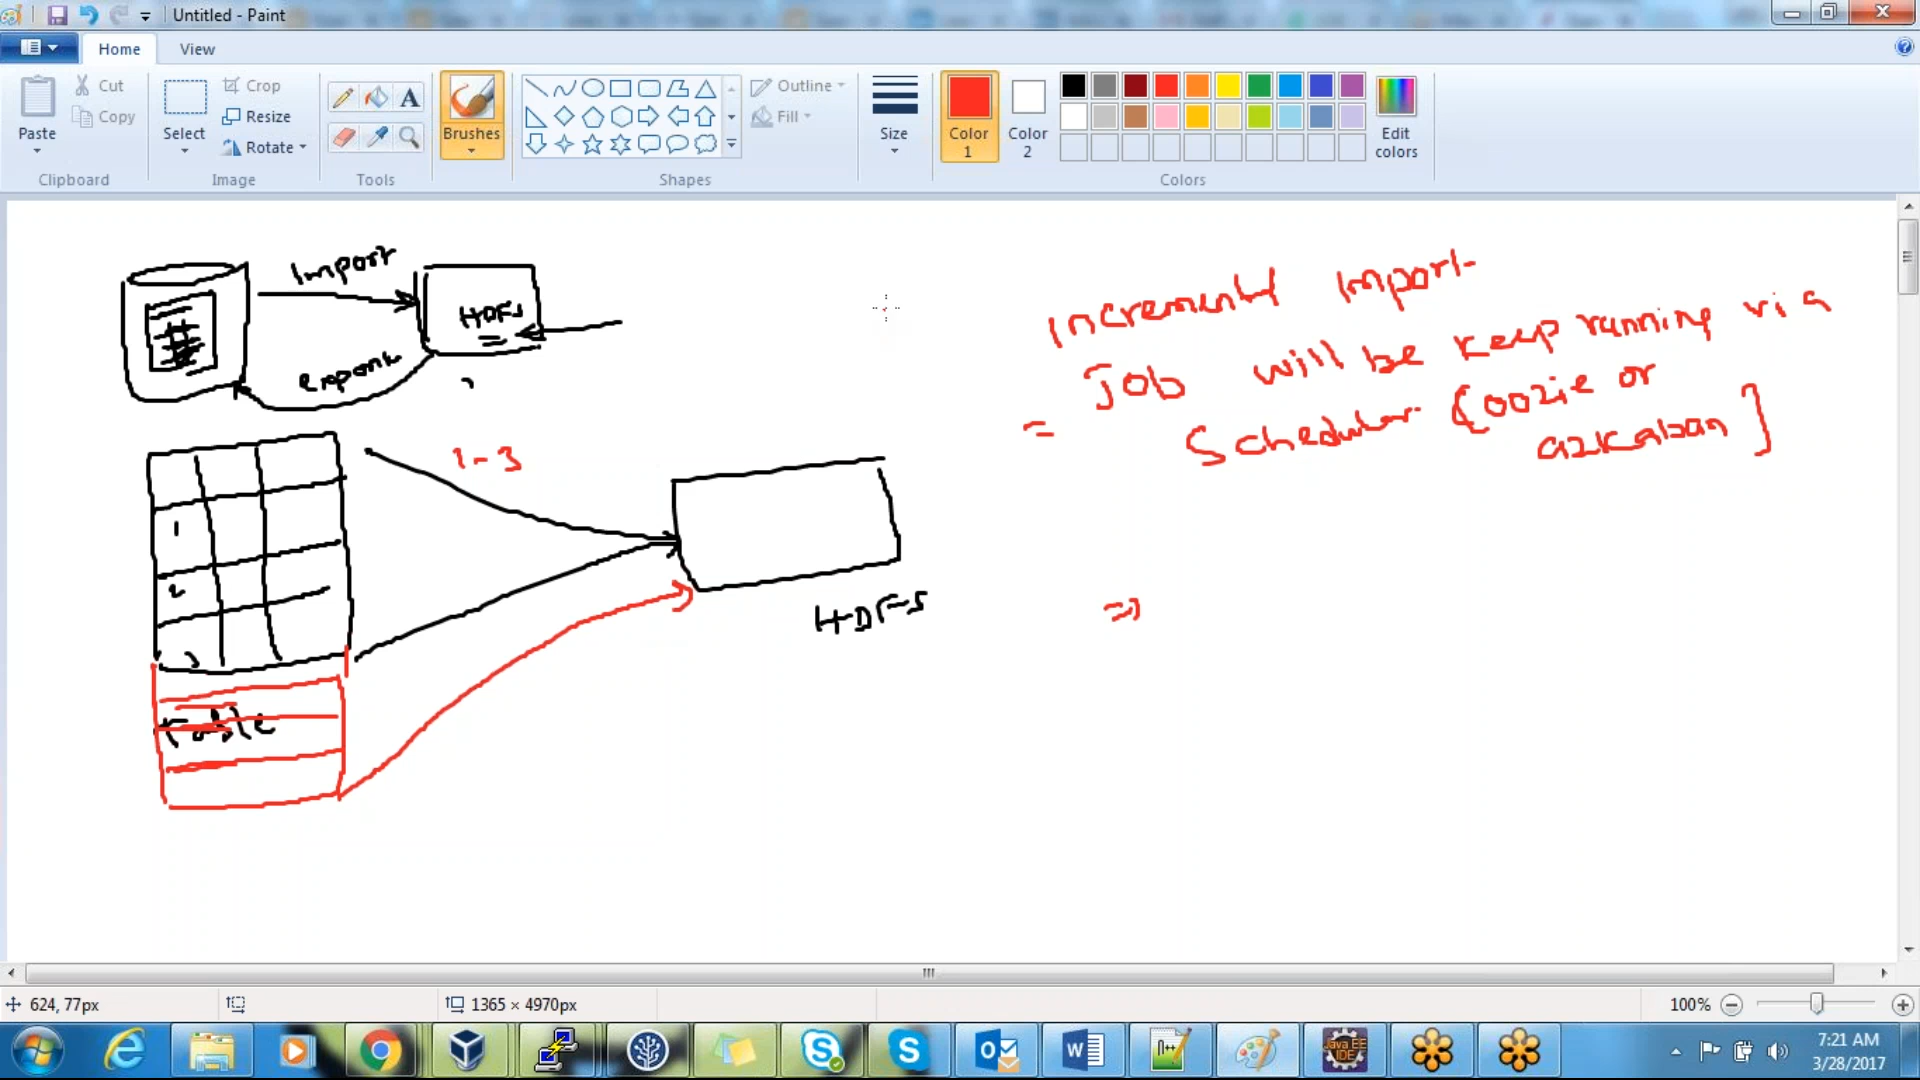 Untitled - Paint
Home
View
Paste
Cut
Copy
Clipboard
Select
Crop
Resize
Rotate
Image
A
Tools
Brushes
Shapes
Outline
Fill
Size
Color 1
Color 2
Edit colors
Colors
Import
HDFS
1-3
1
2
3
Table
HDFS
Incremental Import
= Job will be keep running via
Scheduler [oozie or
azkaban]
=>
624, 77px
1365 × 4970px
100%
7:21 AM
3/28/2017